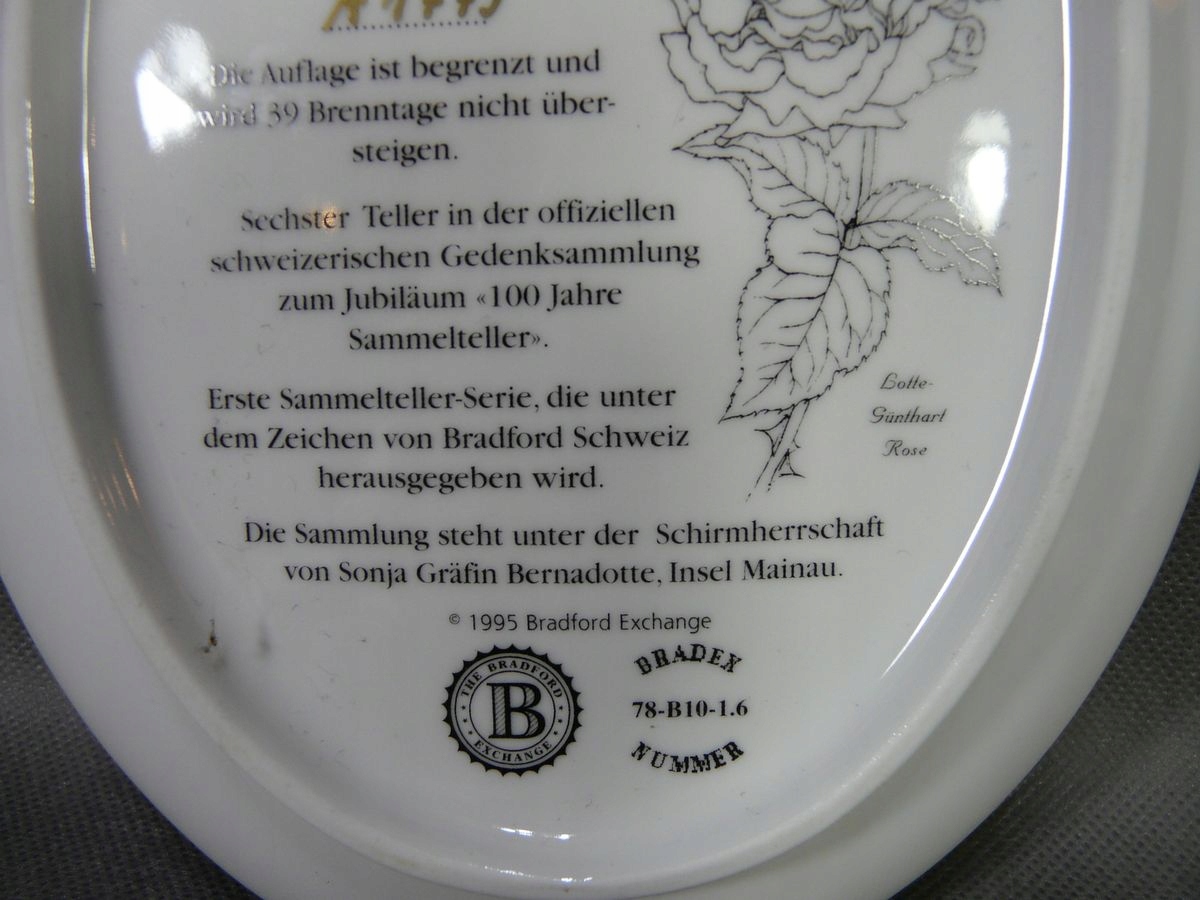 Die Auflage ist begrenzt und
wird 39 Brenntage nicht über-
steigen.
Sechster Teller in der offiziellen
schweizerischen Gedenksammlung
zum Jubiläum «100 Jahre
Sammelteller».
Erste Sammelteller-Serie, die unter
dem Zeichen von Bradford Schweiz
herausgegeben wird.
Lotte-
Günthart
Rose
Die Sammlung steht unter der Schirmherrschaft
von Sonja Gräfin Bernadotte, Insel Mainau.
© 1995 Bradford Exchange
THE BRADFORD
B
EXCHANGE
BRADEX
78-B10-1.6
NUMMER